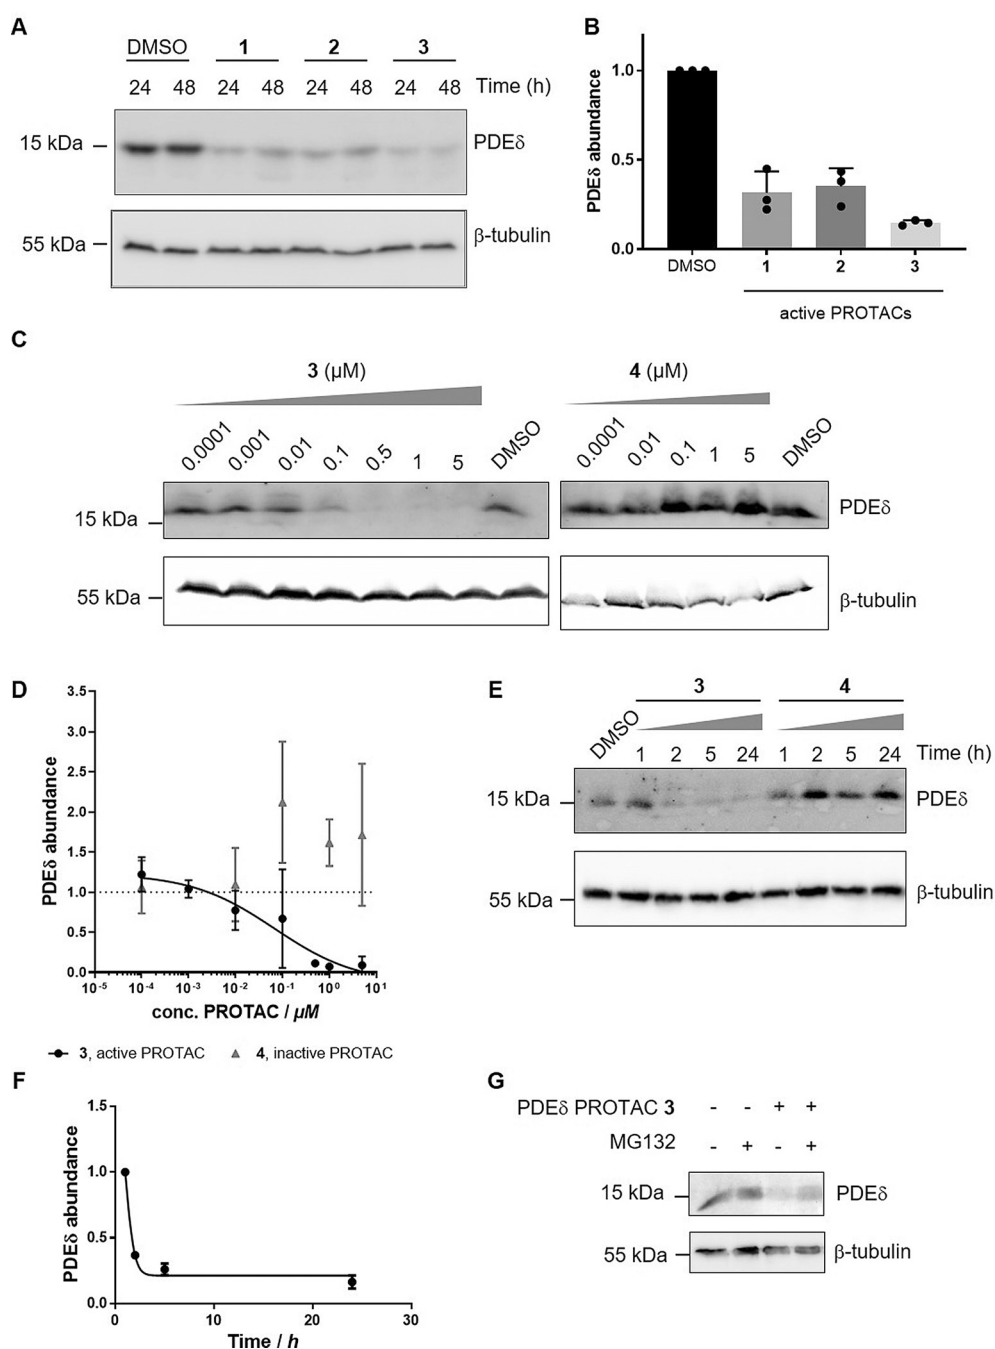 A
DMSO 1 2 3
24 48 24 48 24 48 24 48 Time (h)
15 kDa PDEδ
55 kDa β-tubulin
B
PDEδ abundance
1.0
0.5
0.0
DMSO 1 2 3
active PROTACs
C
3 (µM) 4 (µM)
0.0001 0.001 0.01 0.1 0.5 1 5 DMSO 0.0001 0.01 0.1 1 5 DMSO
15 kDa PDEδ
55 kDa β-tubulin
D
PDEδ abundance
3.5
3.0
2.5
2.0
1.5
1.0
0.5
0.0
10-5 10-4 10-3 10-2 10-1 100 101
conc. PROTAC / µM
3, active PROTAC 4, inactive PROTAC
E
3 4
DMSO 1 2 5 24 1 2 5 24 Time (h)
15 kDa PDEδ
55 kDa β-tubulin
F
PDEδ abundance
1.5
1.0
0.5
0.0
0 10 20 30
Time / h
G
PDEδ PROTAC 3 - - + +
MG132 - + - +
15 kDa PDEδ
55 kDa β-tubulin